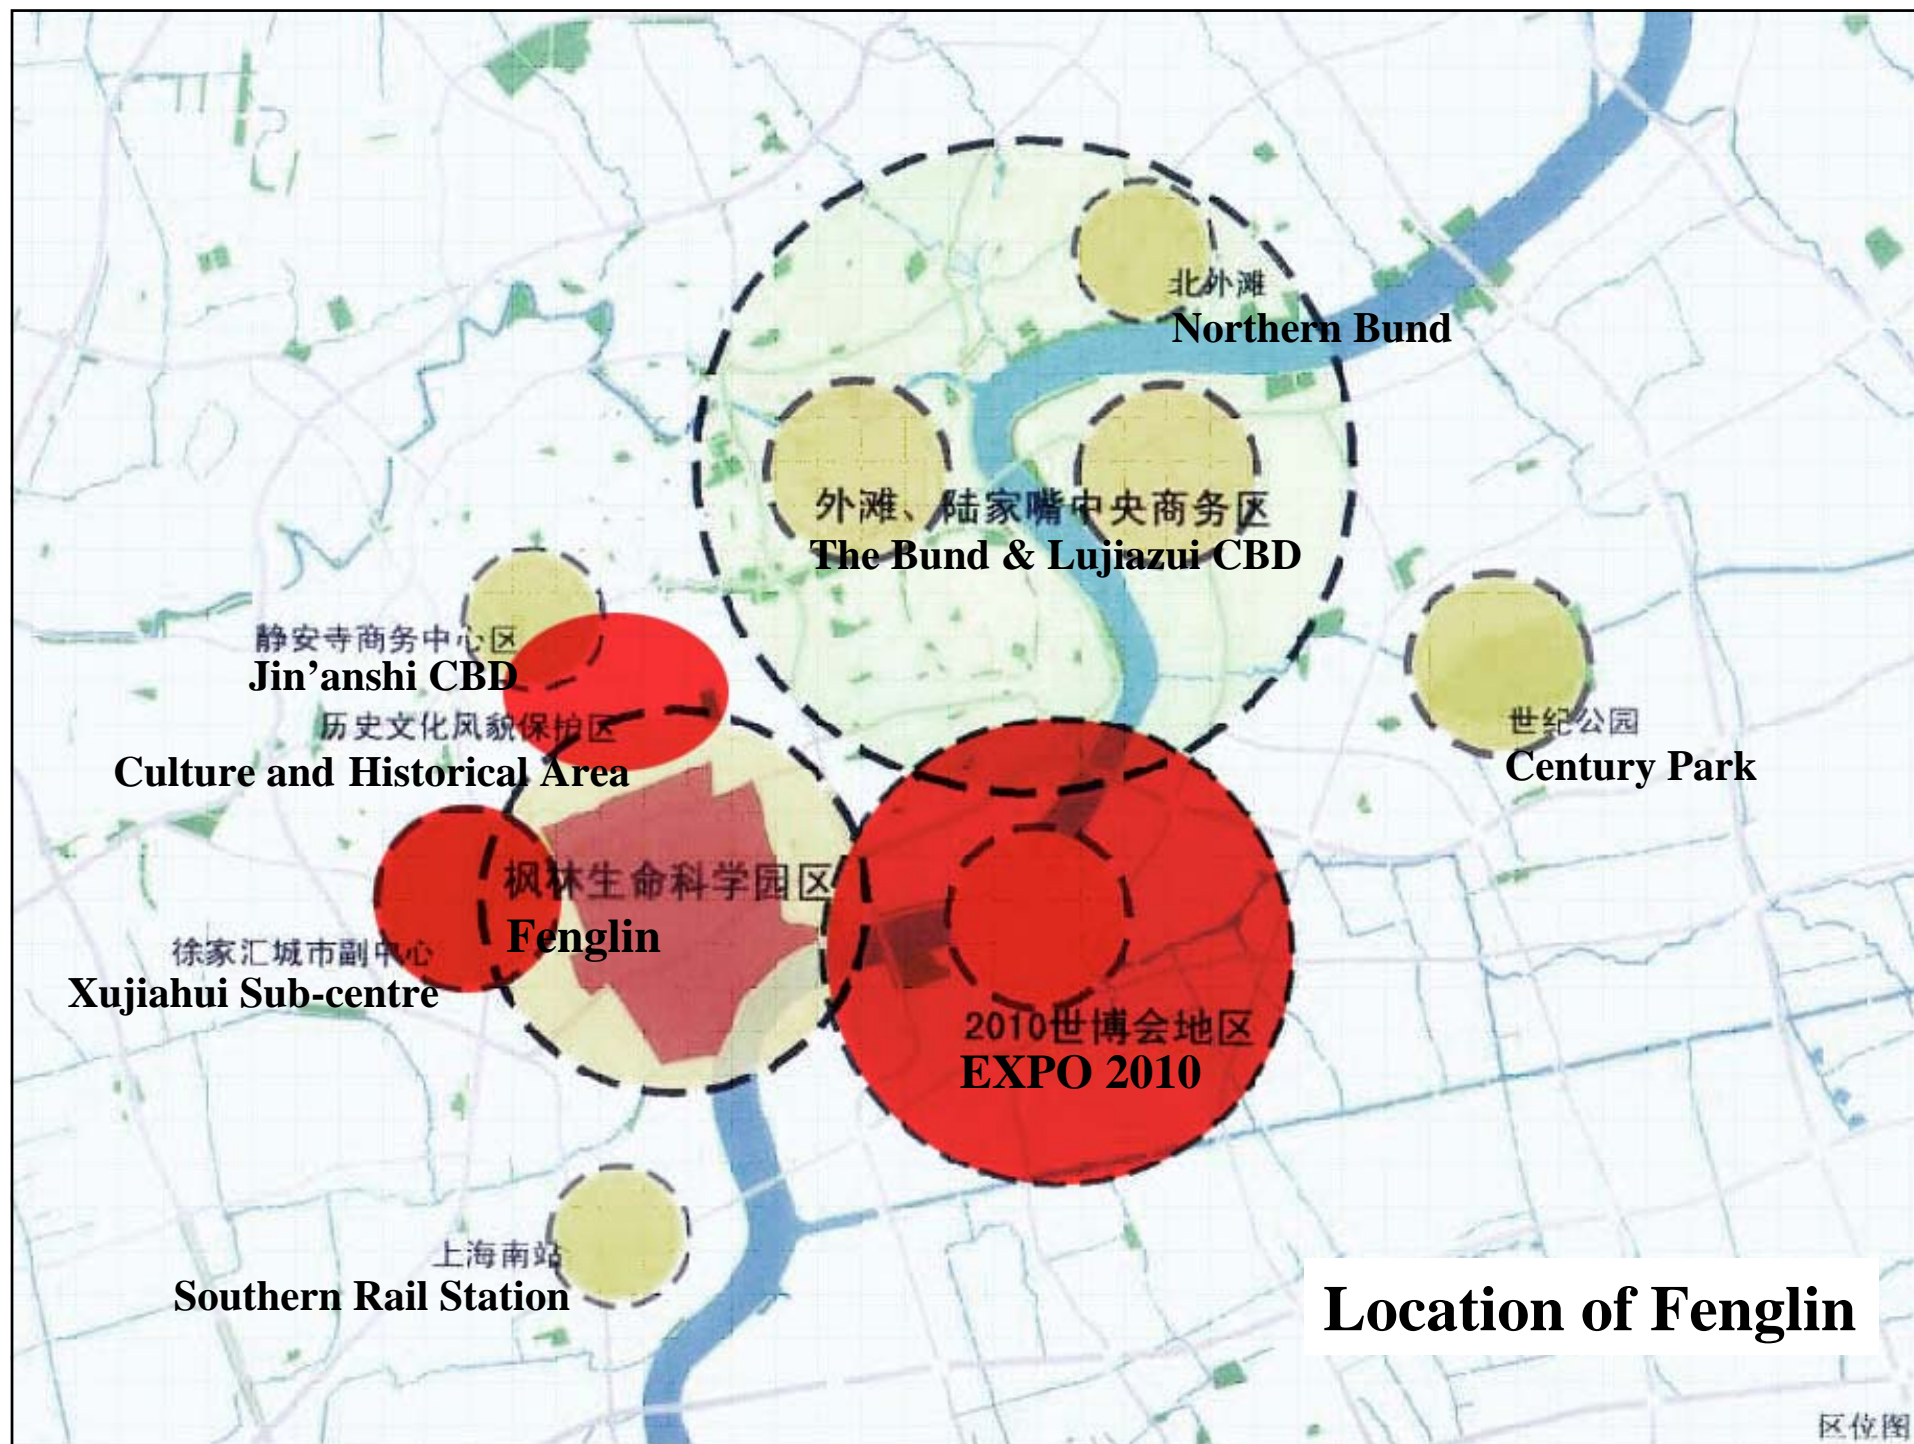 北外滩
Northern Bund
外滩、陆家嘴中央商务区
The Bund & Lujiazui CBD
静安寺商务中心区
Jin'anshi CBD
历史文化风貌保护区
Culture and Historical Area
世纪公园
Century Park
枫林生命科学园区
Fenglin
徐家汇城市副中心
Xujiahui Sub-centre
2010世博会地区
EXPO 2010
上海南站
Southern Rail Station
Location of Fenglin
区位图